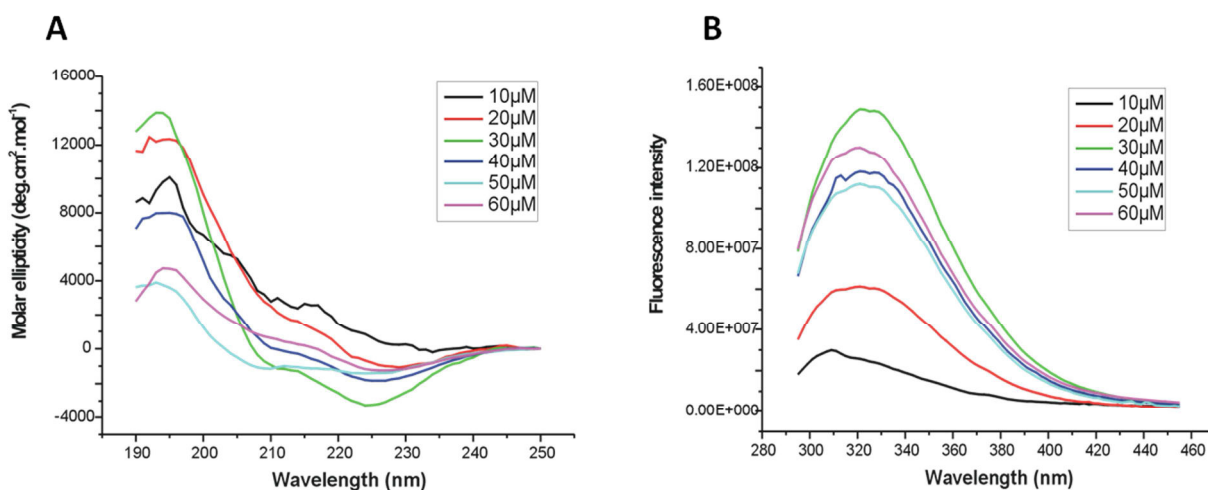 A
Molar ellipticity (deg.cm².mol⁻¹)
16000
12000
8000
4000
0
-4000
190
200
210
220
230
240
250
Wavelength (nm)
10µM
20µM
30µM
40µM
50µM
60µM
B
Fluorescence intensity
1.60E+008
1.20E+008
8.00E+007
4.00E+007
0.00E+000
280
300
320
340
360
380
400
420
440
460
Wavelength (nm)
10µM
20µM
30µM
40µM
50µM
60µM